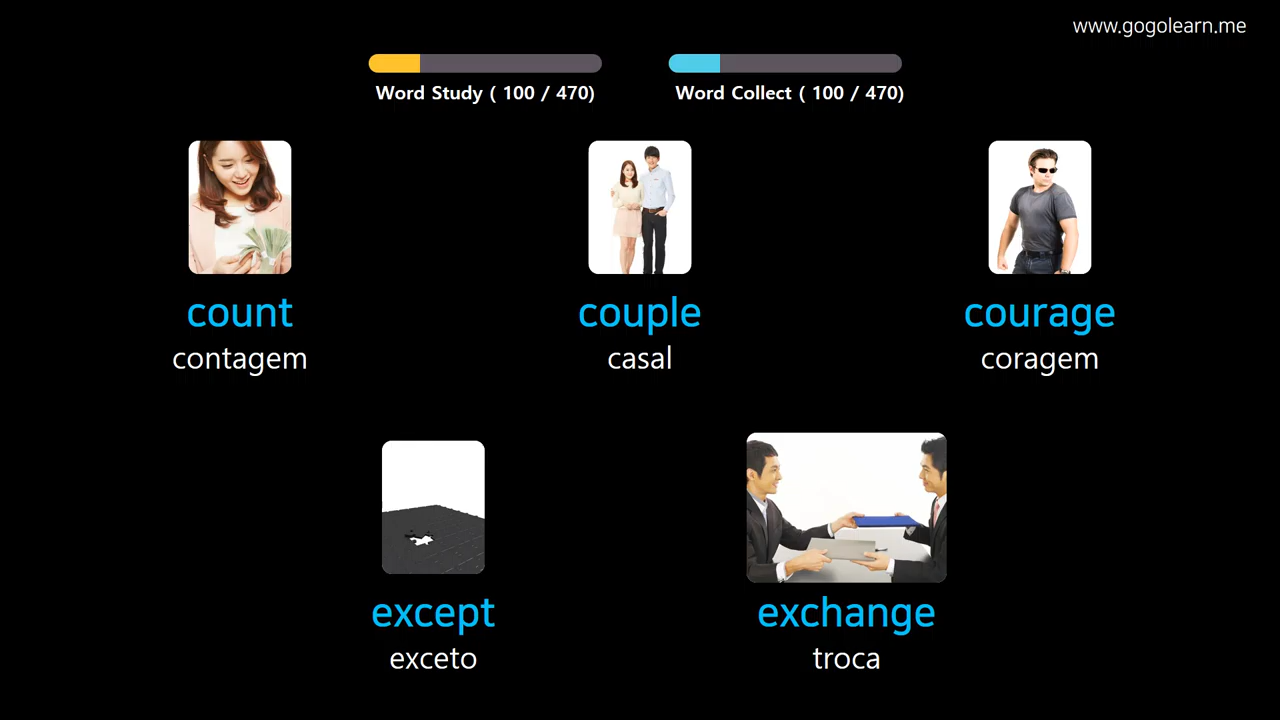 www.gogolearn.me
Word Study ( 100 / 470)
Word Collect ( 100 / 470)
count
contagem
couple
casal
courage
coragem
except
exceto
exchange
troca